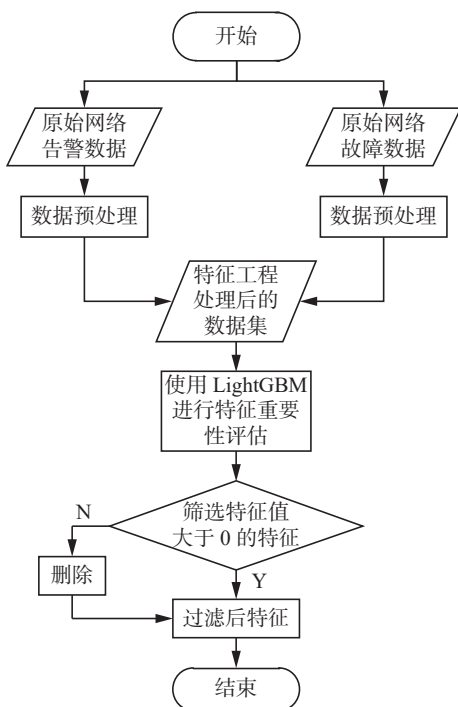 开始
原始网络
告警数据
原始网络
故障数据
数据预处理
数据预处理
特征工程
处理后的
数据集
使用 LightGBM
进行特征重要
性评估
筛选特征值
大于 0 的特征
N
删除
Y
过滤后特征
结束